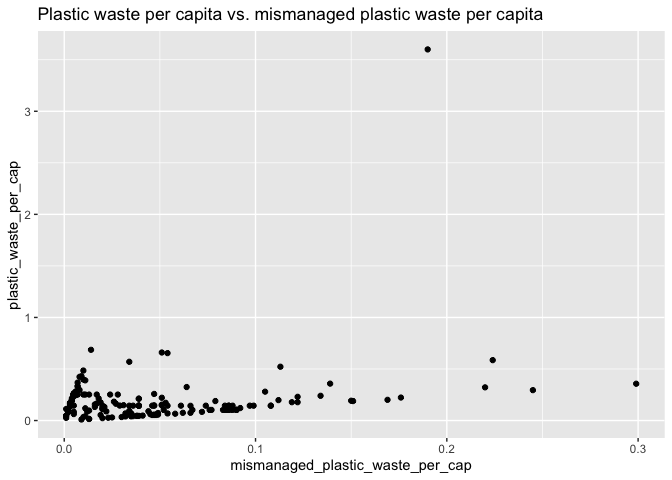 Plastic waste per capita vs. mismanaged plastic waste per capita
3
2
1
0
plastic_waste_per_cap
0.0 0.1 0.2 0.3
mismanaged_plastic_waste_per_cap